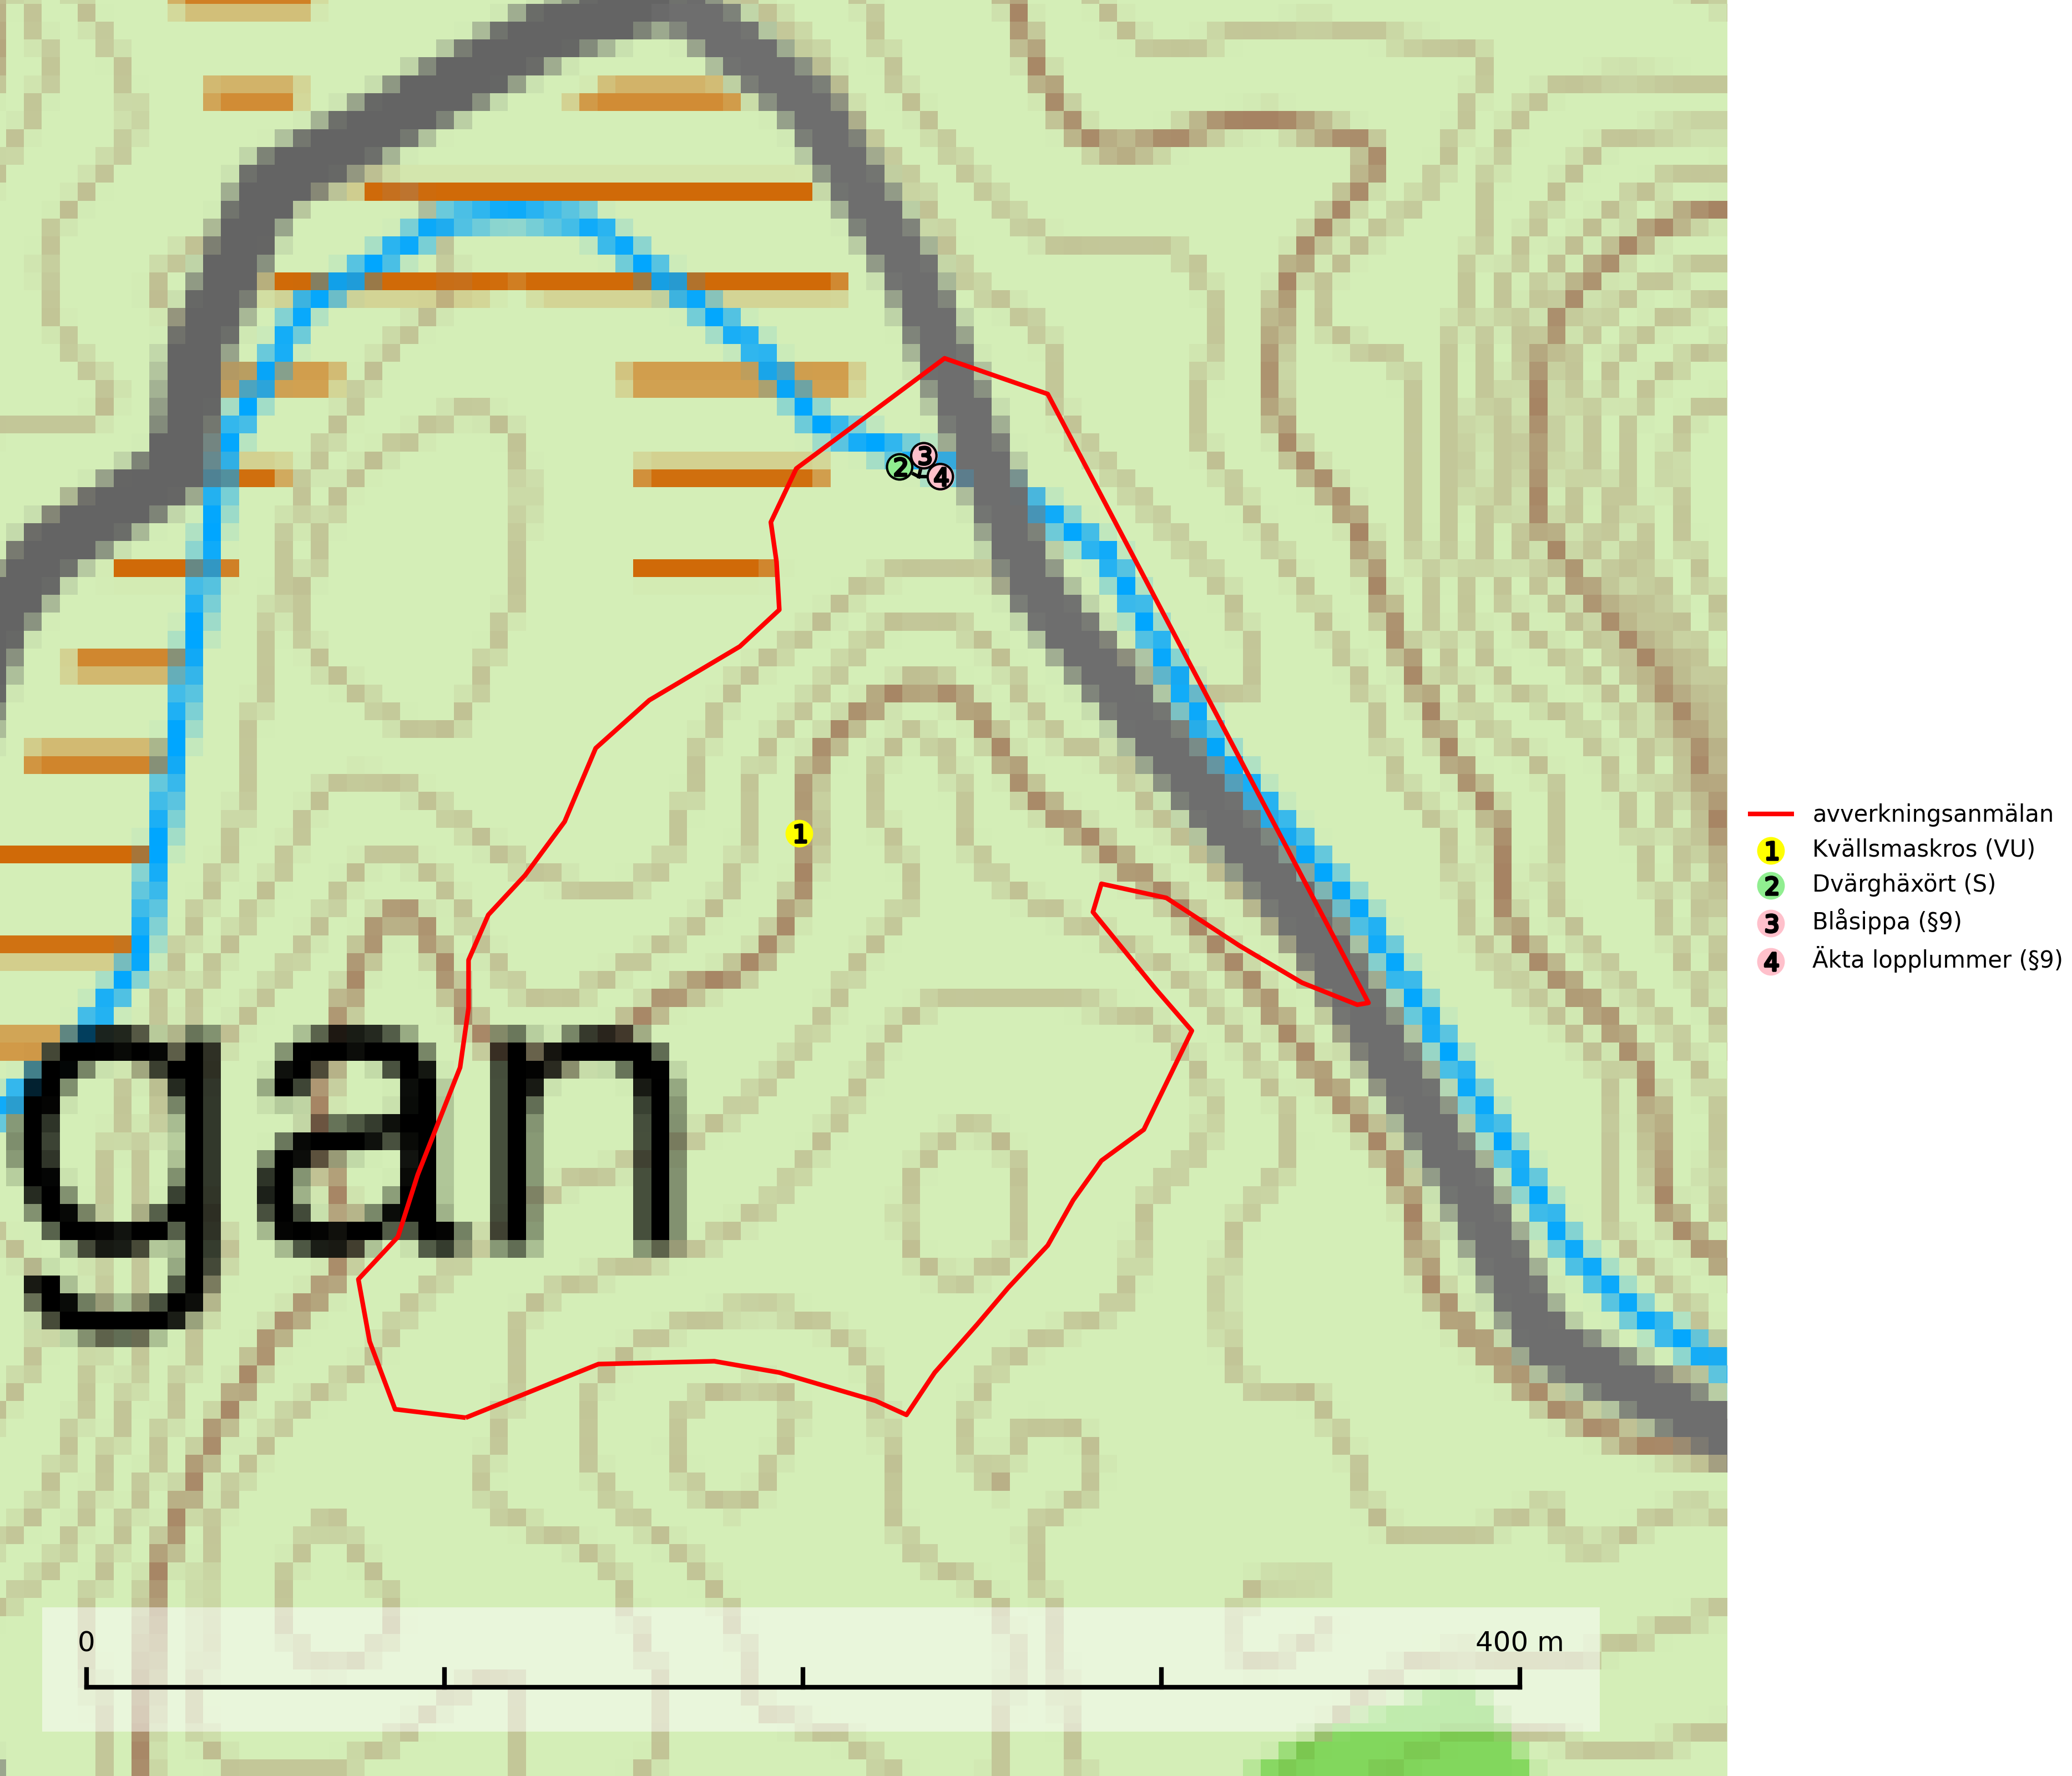 3
2
4
1
gan
0
400 m
avverkningsanmälan
1 Kvällsmaskros (VU)
2 Dvärghäxört (S)
3 Blåsippa (§9)
4 Äkta lopplummer (§9)